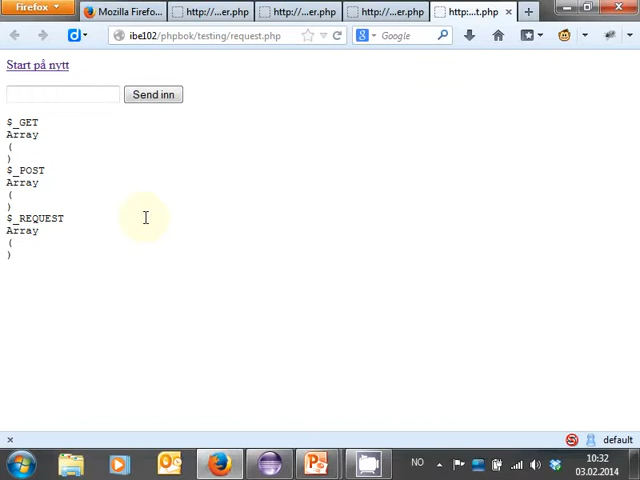 Firefox
Mozilla Firefo...
http://...er.php
http://...er.php
http://...er.php
http:...t.php
ibe102/phpbok/testing/request.php
Google
Start på nytt
Send inn
$_GET
Array
(
)
$_POST
Array
(
)
$_REQUEST
Array
(
)
default
NO
10:32
03.02.2014